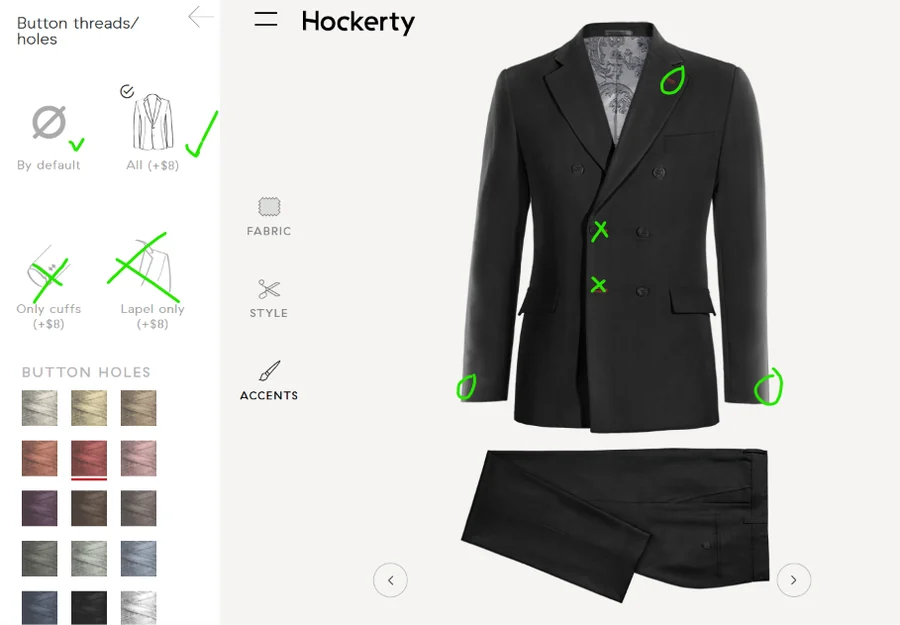 Button threads/
holes
Hockerty
By default
All (+$8)
FABRIC
Only cuffs
(+$8)
Lapel only
(+$8)
STYLE
BUTTON HOLES
ACCENTS